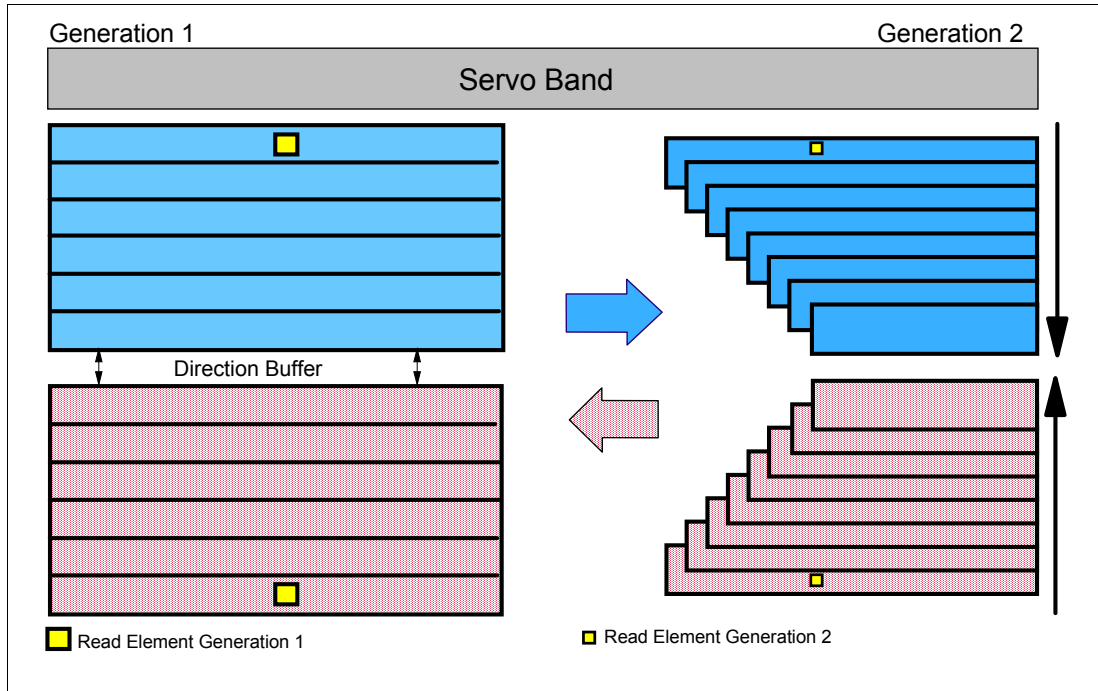 Generation 1
Generation 2
Servo Band
Direction Buffer
Read Element Generation 1
Read Element Generation 2